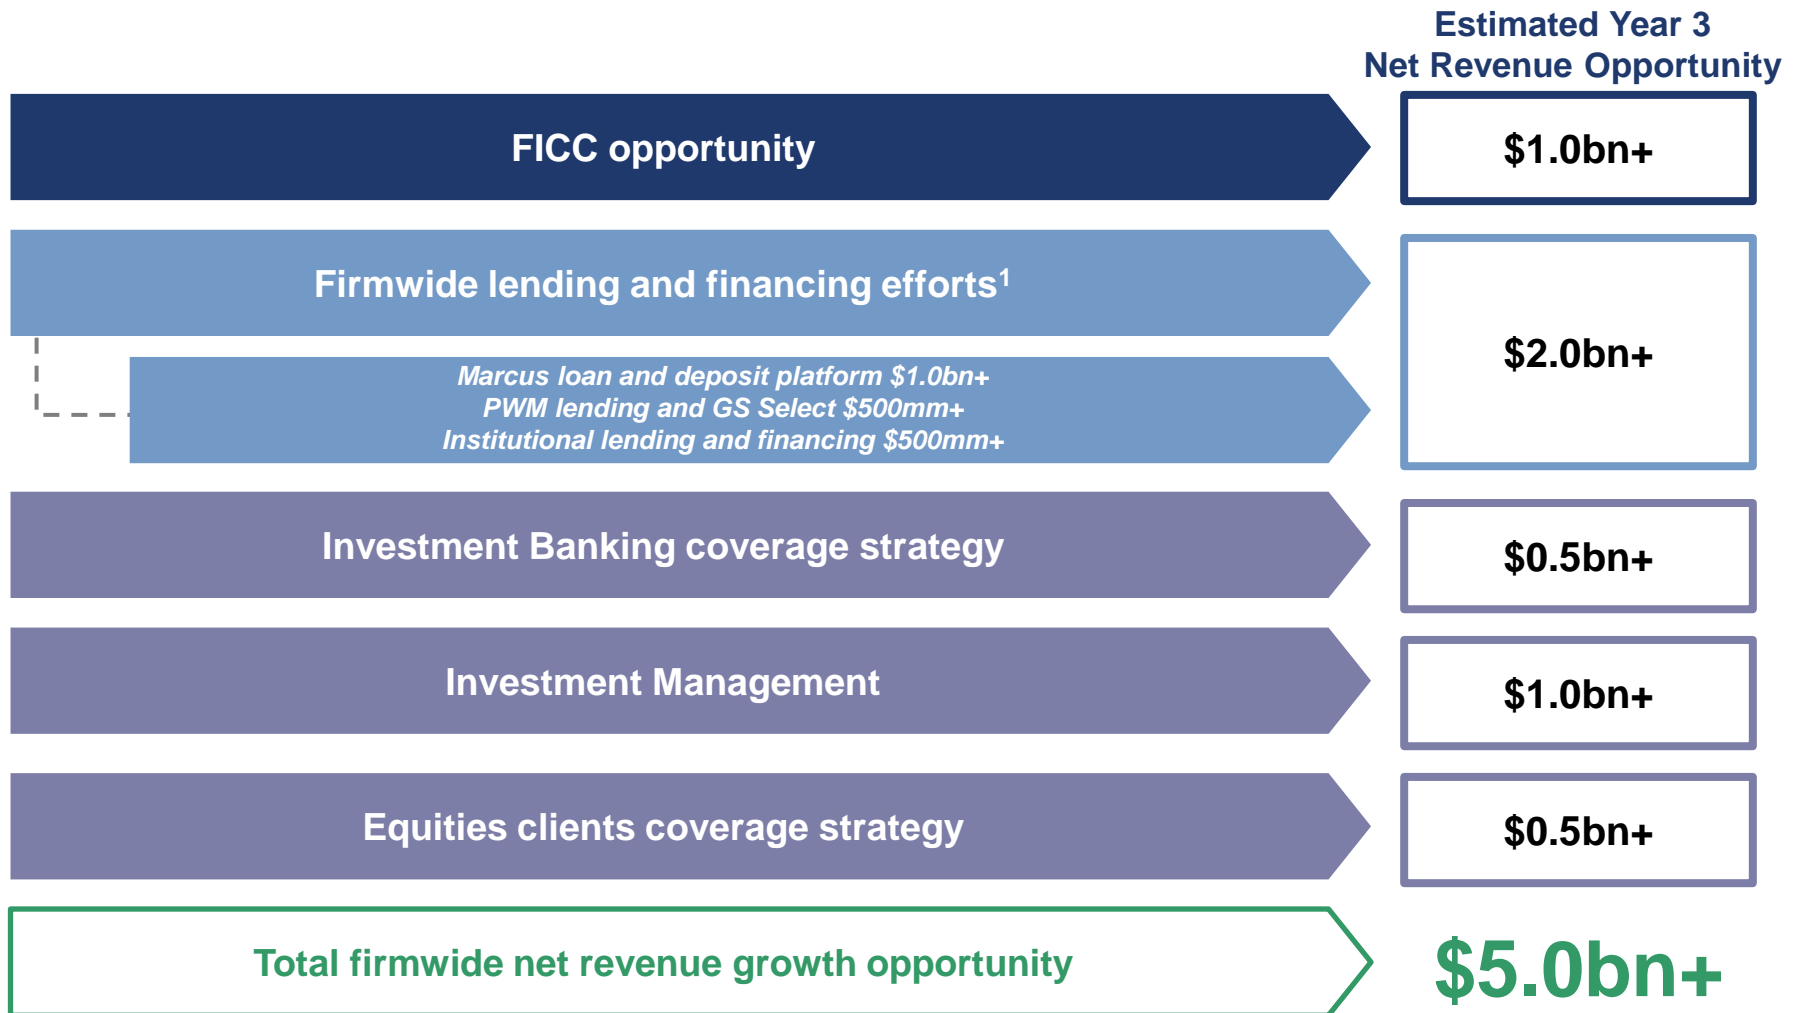 Estimated Year 3
Net Revenue Opportunity
FICC opportunity
$1.0bn+
Firmwide lending and financing efforts¹
$2.0bn+
Marcus loan and deposit platform $1.0bn+
PWM lending and GS Select $500mm+
Institutional lending and financing $500mm+
Investment Banking coverage strategy
$0.5bn+
Investment Management
$1.0bn+
Equities clients coverage strategy
$0.5bn+
Total firmwide net revenue growth opportunity
$5.0bn+